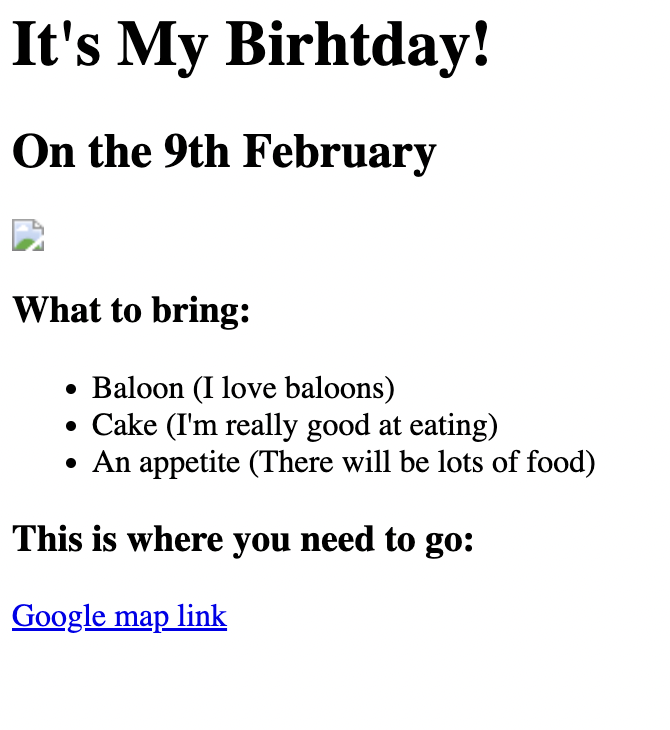 It's My Birhtday!
On the 9th February
What to bring:
Baloon (I love baloons)
Cake (I'm really good at eating)
An appetite (There will be lots of food)
This is where you need to go:
Google map link